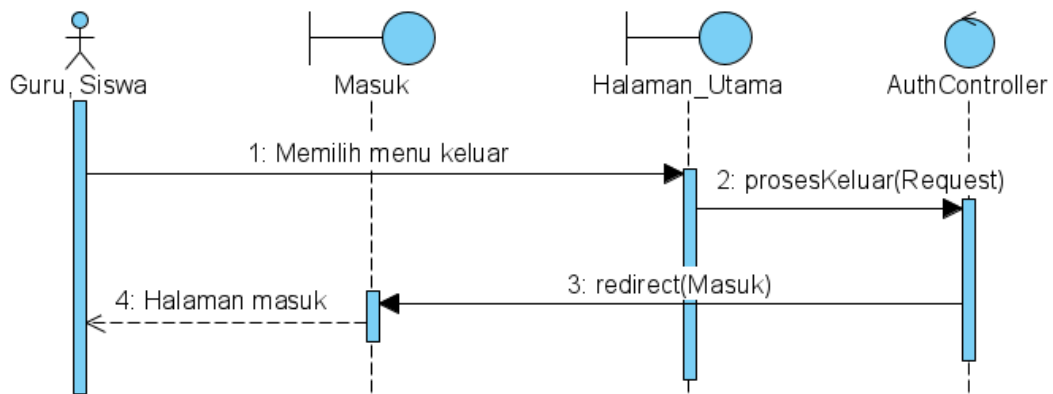 Guru, Siswa
Masuk
Halaman_Utama
AuthController
1: Memilih menu keluar
2: prosesKeluar(Request)
3: redirect(Masuk)
4: Halaman masuk